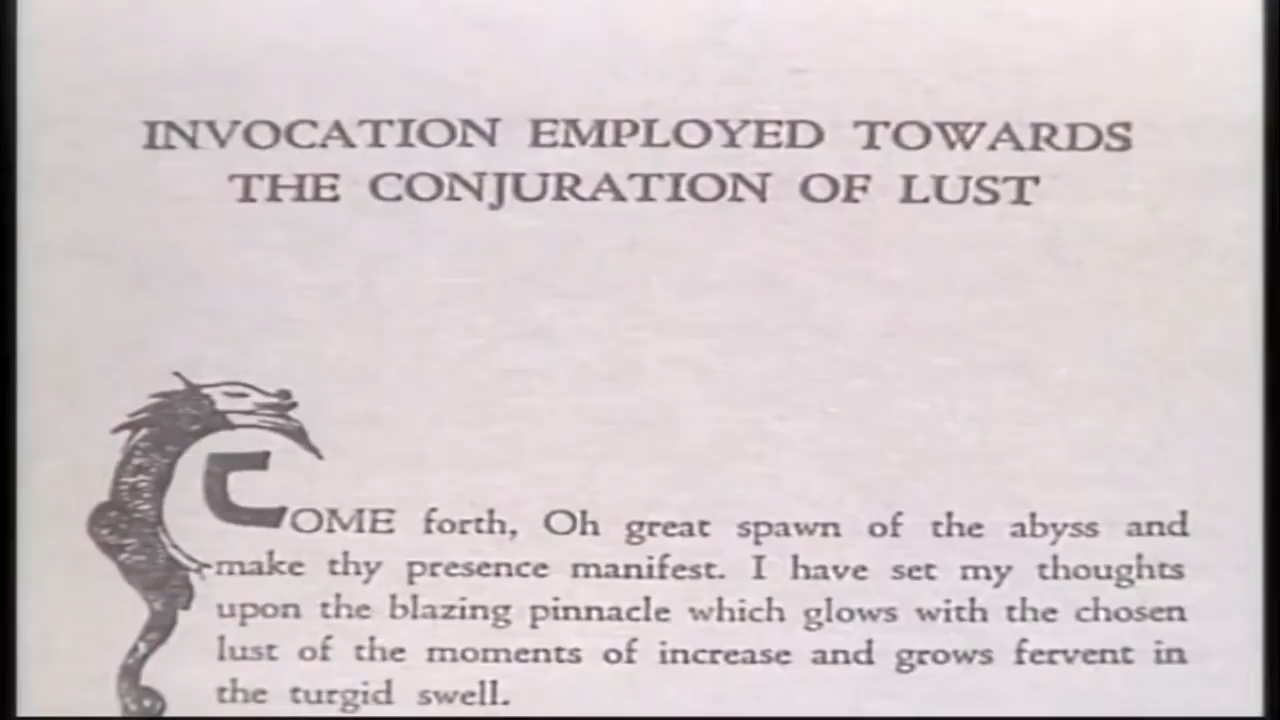 INVOCATION EMPLOYED TOWARDS
THE CONJURATION OF LUST
COME forth, Oh great spawn of the abyss and
make thy presence manifest. I have set my thoughts
upon the blazing pinnacle which glows with the chosen
lust of the moments of increase and grows fervent in
the turgid swell.